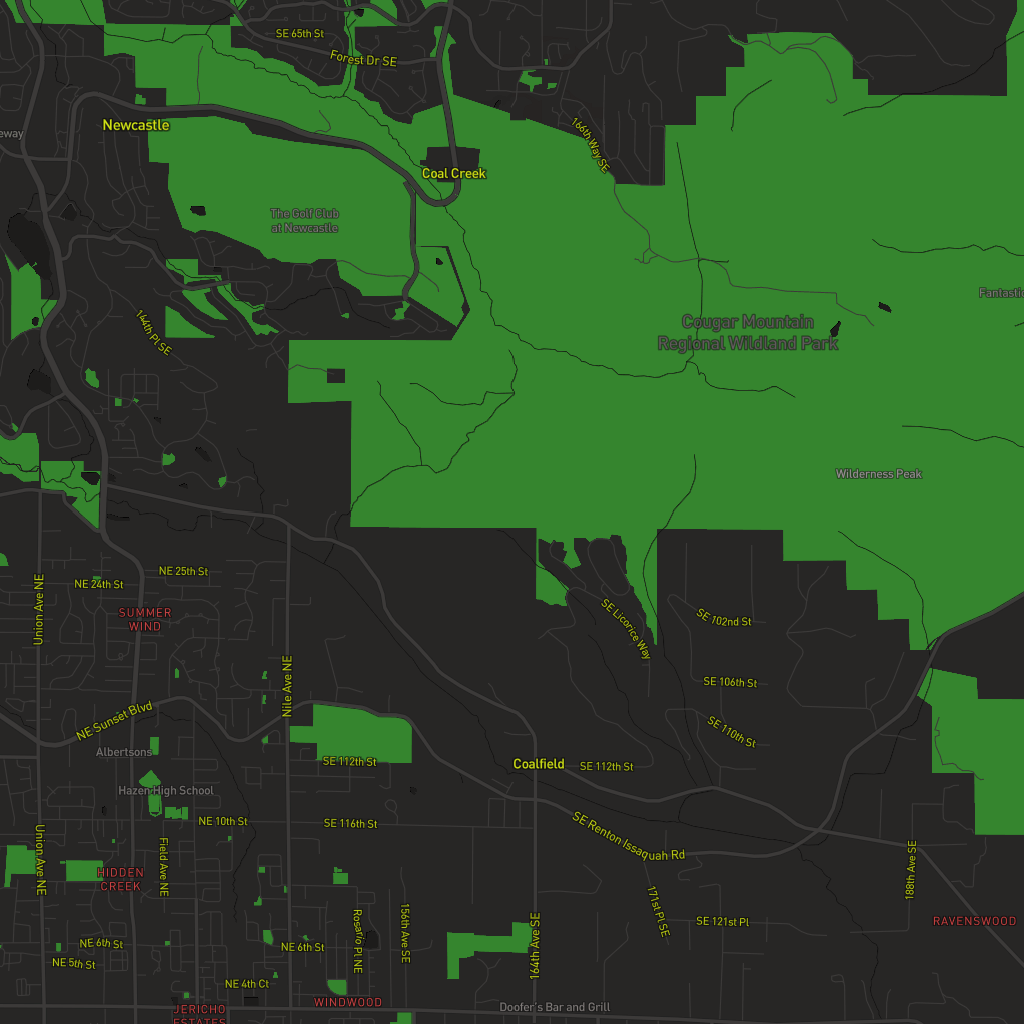 SE 65th St
Forest Dr SE
Newcastle
eway
166th Way SE
Coal Creek
The Golf Club
at Newcastle
Fantastic
144th Pl SE
Cougar Mountain
Regional Wildland Park
Wilderness Peak
NE 25th St
NE 24th St
Union Ave NE
SUMMER
WIND
SE Licorice Way
SE 102nd St
Nile Ave NE
SE 106th St
NE Sunset Blvd
SE 110th St
Albertsons
SE 112th St
Coalfield
SE 112th St
Hazen High School
NE 10th St
SE 116th St
SE Renton Issaquah Rd
Union Ave NE
Field Ave NE
188th Ave SE
HIDDEN
CREEK
171st Pl SE
RAVENSWOOD
SE 121st Pl
Rosario Pl NE
156th Ave SE
164th Ave SE
NE 6th St
NE 6th St
NE 5th St
NE 4th Ct
WINDWOOD
Doofer's Bar and Grill
JERICHO
ESTATES